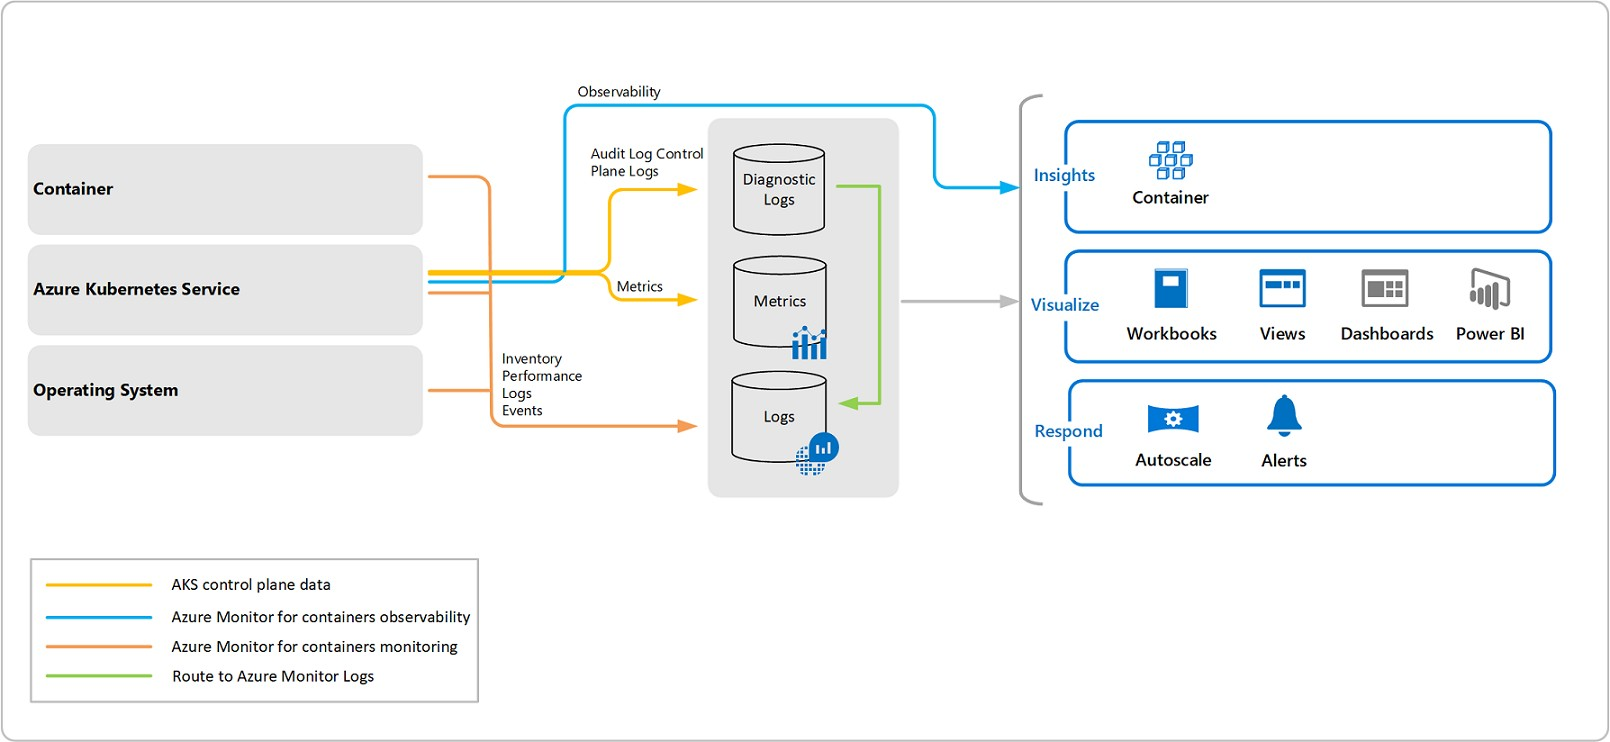 Observability
Audit Log Control
Plane Logs
Container
Azure Kubernetes Service
Operating System
Metrics
Inventory
Performance
Logs
Events
Diagnostic
Logs
Metrics
Logs
Insights
Container
Visualize
Workbooks
Views
Dashboards
Power BI
Respond
Autoscale
Alerts
AKS control plane data
Azure Monitor for containers observability
Azure Monitor for containers monitoring
Route to Azure Monitor Logs